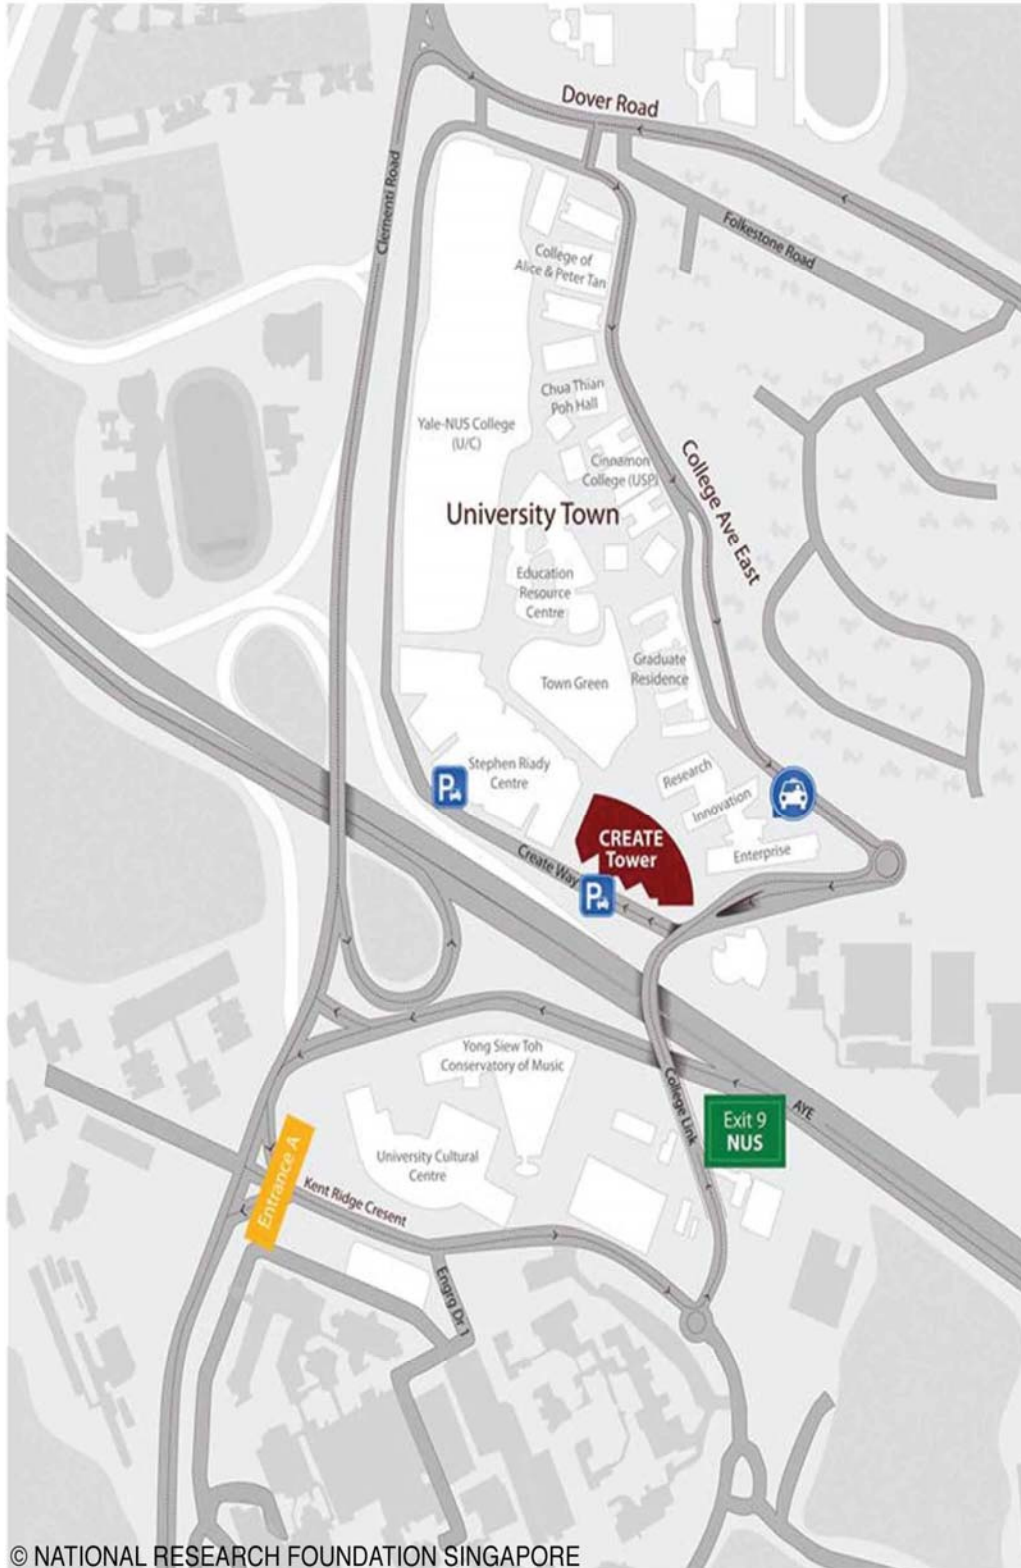 Dover Road
Clementi Road
Folkestone Road
College of
Alice & Peter Tan
Chua Thian
Poh Hall
Yale-NUS College
(U/C)
Cinnamon
College (USP)
College Ave East
University Town
Education
Resource
Centre
Graduate
Residence
Town Green
Stephen Riady
Centre
Research
Innovation
Enterprise
P
CREATE
Tower
Create Way
P
Yong Siew Toh
Conservatory of Music
College Link
AYE
Exit 9
NUS
University Cultural
Centre
Entrance A
Kent Ridge Cresent
Engrg Dr 1
© NATIONAL RESEARCH FOUNDATION SINGAPORE